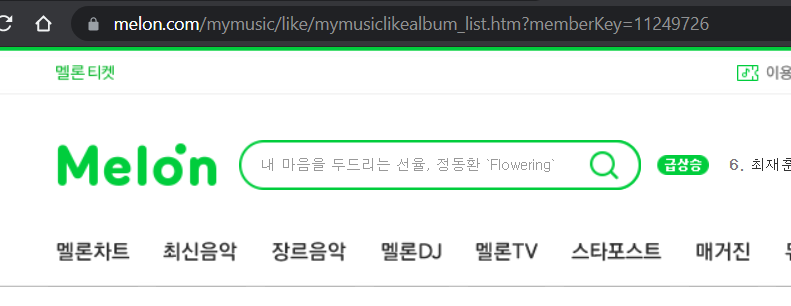 melon.com/mymusic/like/mymusiclikealbum_list.htm?memberKey=11249726
멜론티켓 이용
Melon 내 마음을 두드리는 선율, 정동환 `Flowering` 급상승 6. 최재훈
멜론차트 최신음악 장르음악 멜론DJ 멜론TV 스타포스트 매거진